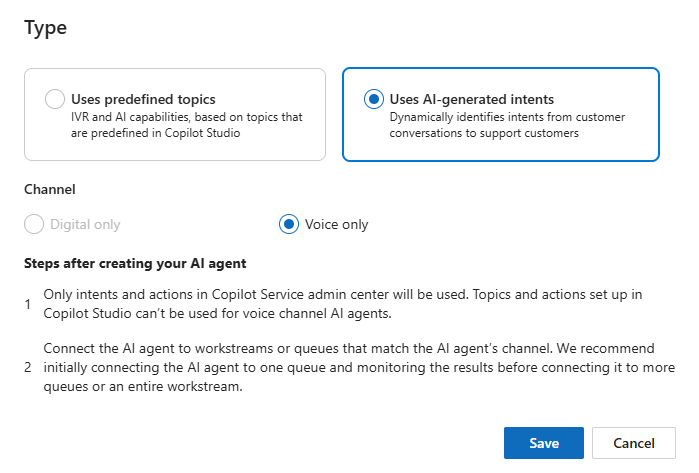 Type
Uses predefined topics
IVR and AI capabilities, based on topics that
are predefined in Copilot Studio
Uses AI-generated intents
Dynamically identifies intents from customer
conversations to support customers
Channel
Digital only
Voice only
Steps after creating your AI agent
1
Only intents and actions in Copilot Service admin center will be used. Topics and actions set up in
Copilot Studio can’t be used for voice channel AI agents.
Connect the AI agent to workstreams or queues that match the AI agent’s channel. We recommend
2 initially connecting the AI agent to one queue and monitoring the results before connecting it to more
queues or an entire workstream.
Save
Cancel